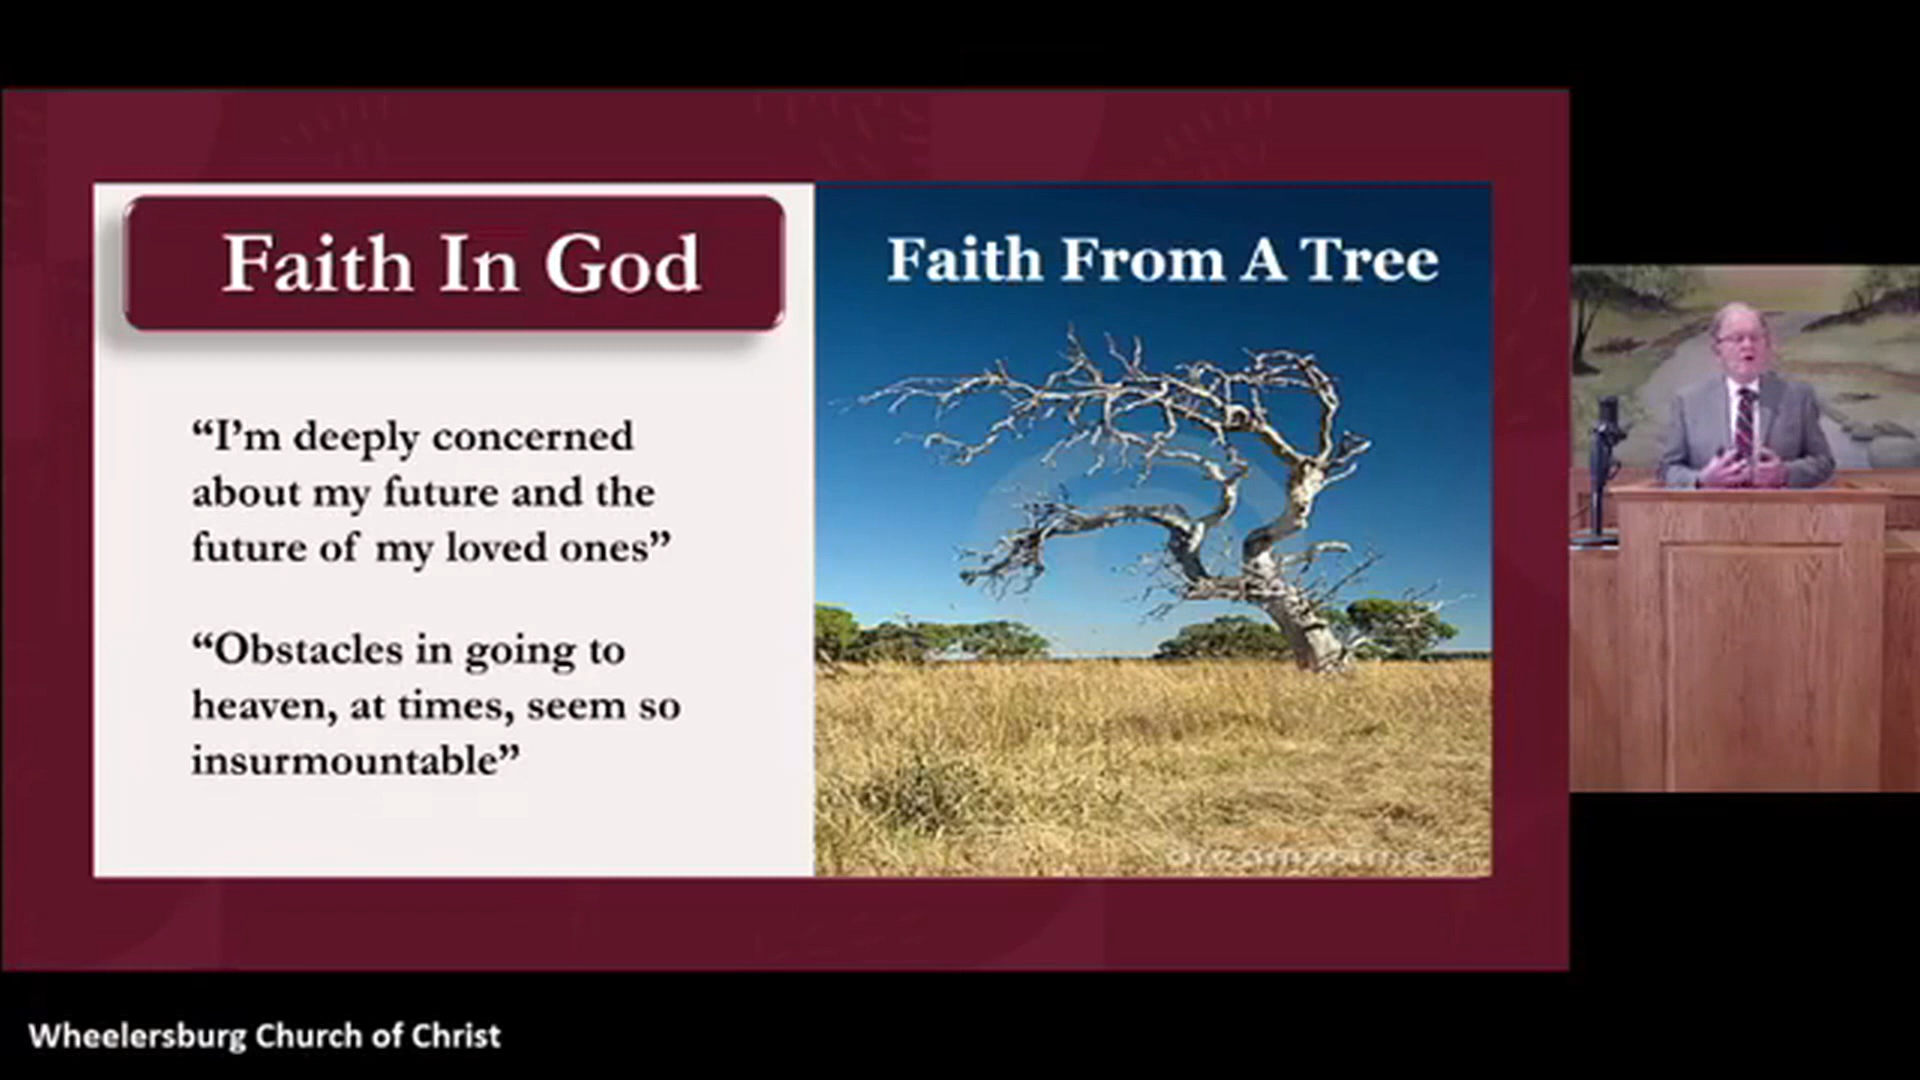 Faith In God
“I’m deeply concerned
about my future and the
future of my loved ones”
“Obstacles in going to
heaven, at times, seem so
insurmountable”
Faith From A Tree
dreamstime
Wheelersburg Church of Christ